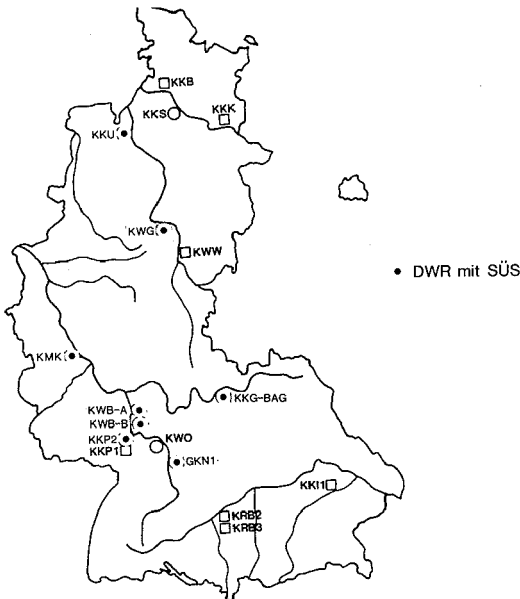 KKB
KKS
KKK
KKU
KWG
KWW
DWR mit SÜS
KMK
KKG-BAG
KWB-A
KWB-B
KKP2
KWO
KKP1
GKN1
KKI1
KRB2
KRB3